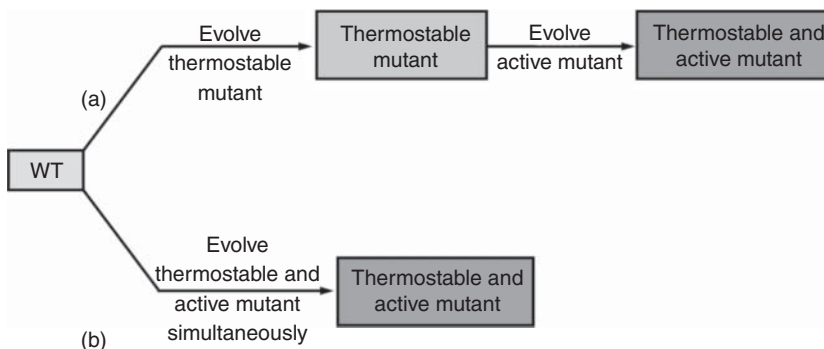 Evolve
thermostable
mutant
Thermostable
mutant
Evolve
active mutant
Thermostable and
active mutant
(a)
WT
Evolve
thermostable and
active mutant
simultaneously
Thermostable and
active mutant
(b)